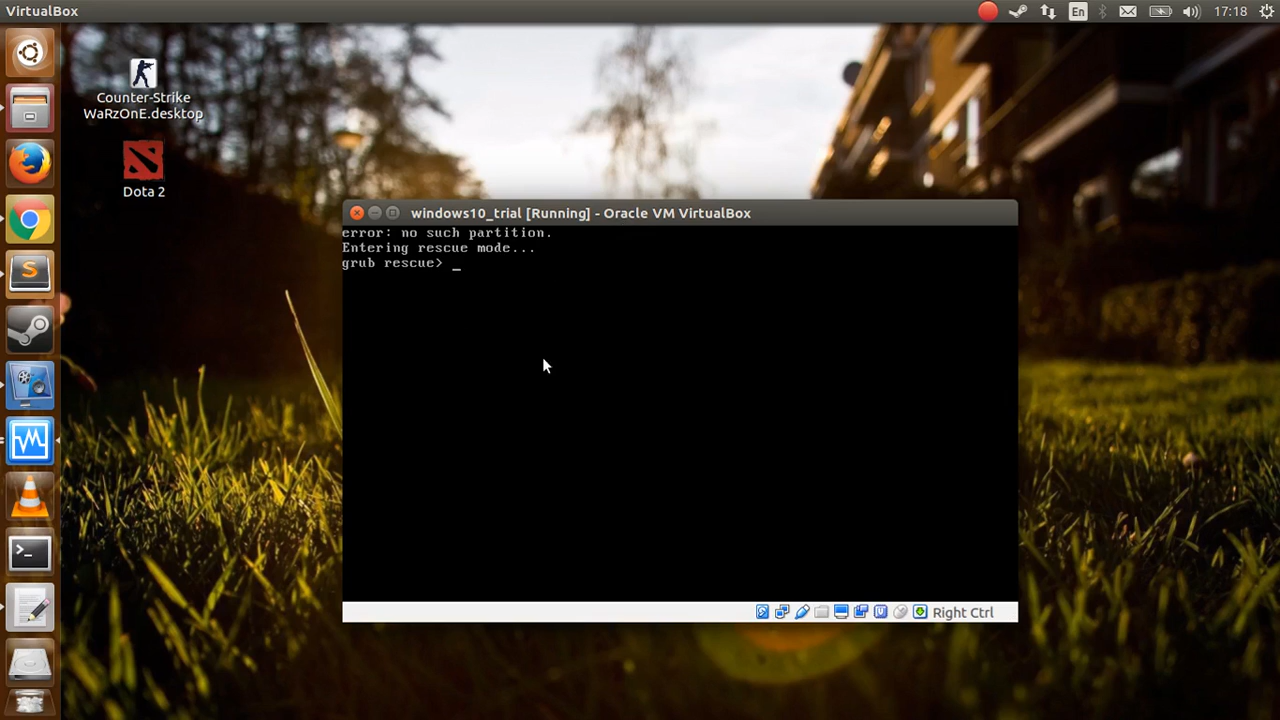 VirtualBox
En
17:18
Counter-Strike
WaRzOnE.desktop
Dota 2
windows10_trial [Running] - Oracle VM VirtualBox
error: no such partition.
Entering rescue mode...
grub rescue> _
Right Ctrl